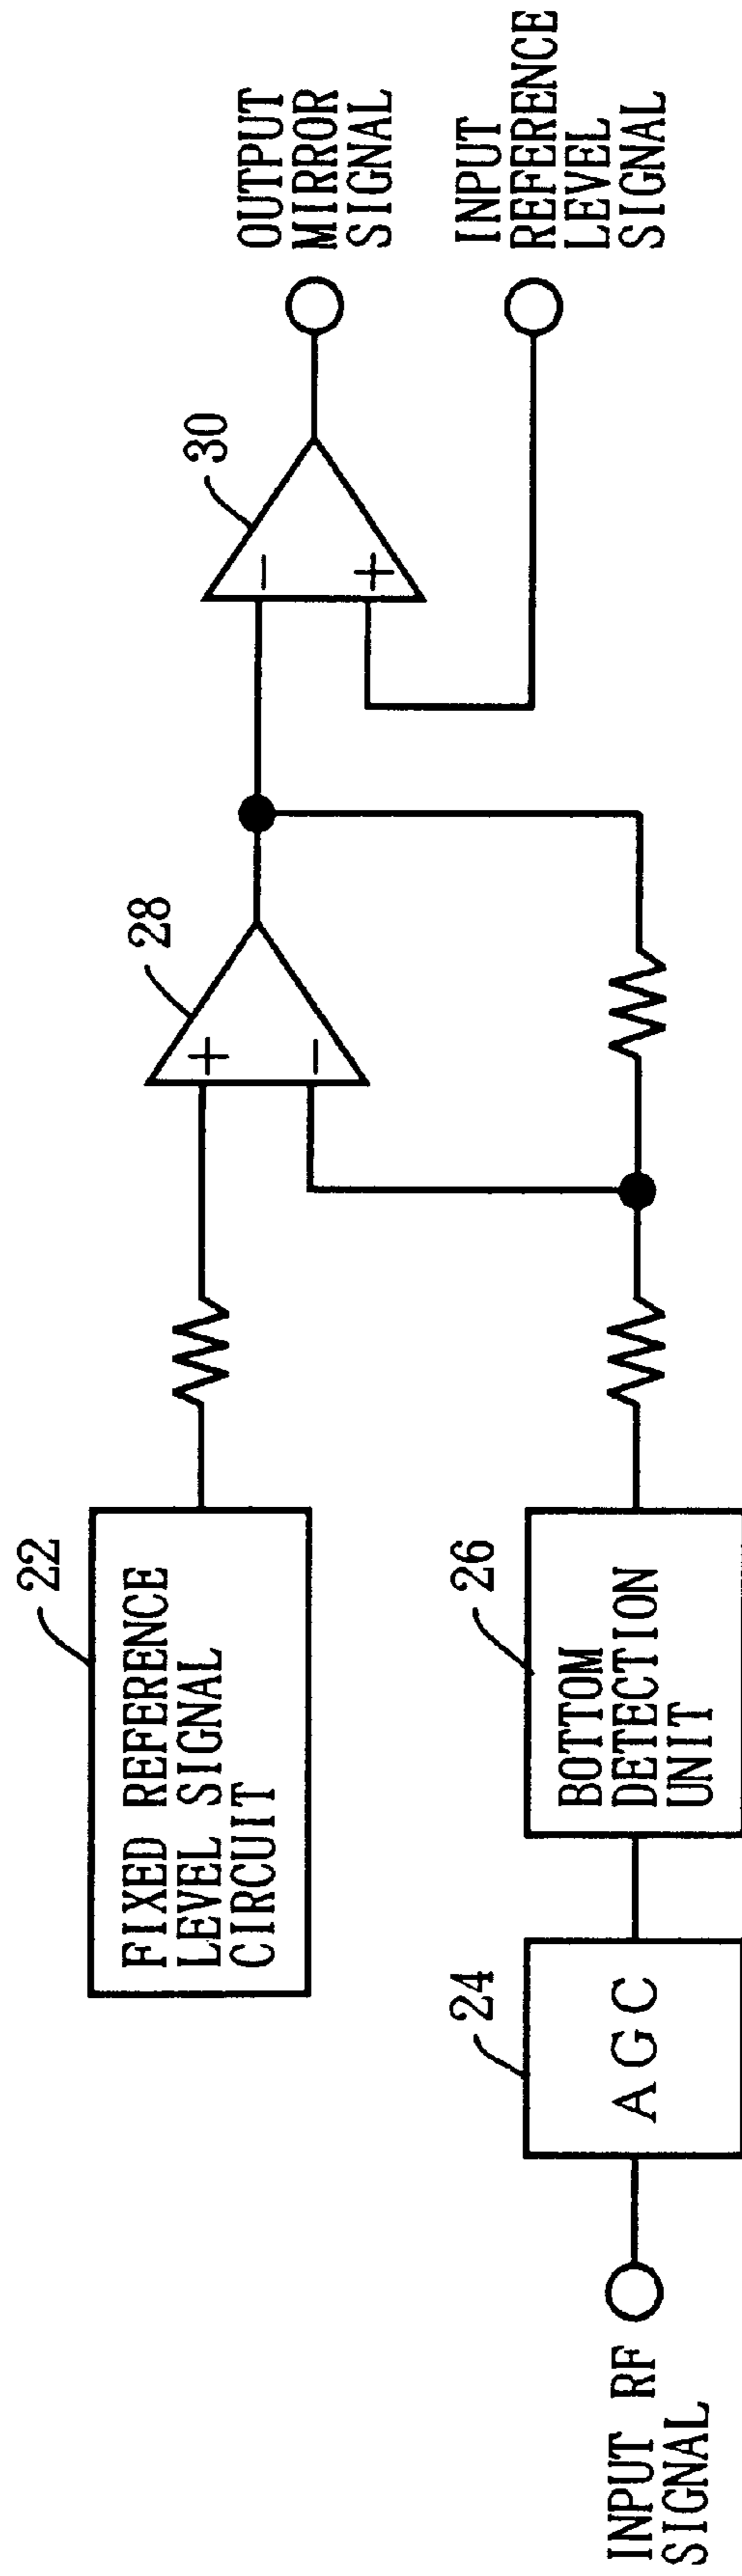 22
FIXED REFERENCE
LEVEL SIGNAL
CIRCUIT
28
+
−
30
−
+
OUTPUT
MIRROR
SIGNAL
INPUT
REFERENCE
LEVEL
SIGNAL
INPUT RF
SIGNAL
24
AGC
26
BOTTOM
DETECTION
UNIT